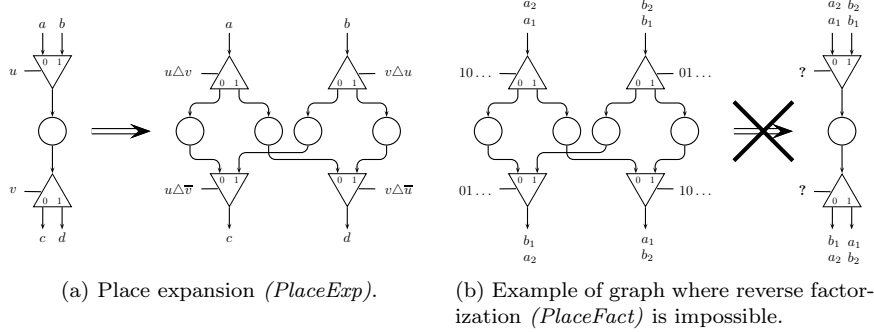 a b
0 1
u
v
0 1
c d
a
b
u△v
0 1
0 1
v△u
u△v̅
0 1
0 1
v△u̅
c
d
(a) Place expansion (PlaceExp).
a₂
a₁
b₂
b₁
10...
0 1
0 1
01...
01...
0 1
0 1
10...
b₁
a₂
a₁
b₂
a₂ b₂
a₁ b₁
0 1
?
?
0 1
b₁ a₁
a₂ b₂
(b) Example of graph where reverse factor-
ization (PlaceFact) is impossible.